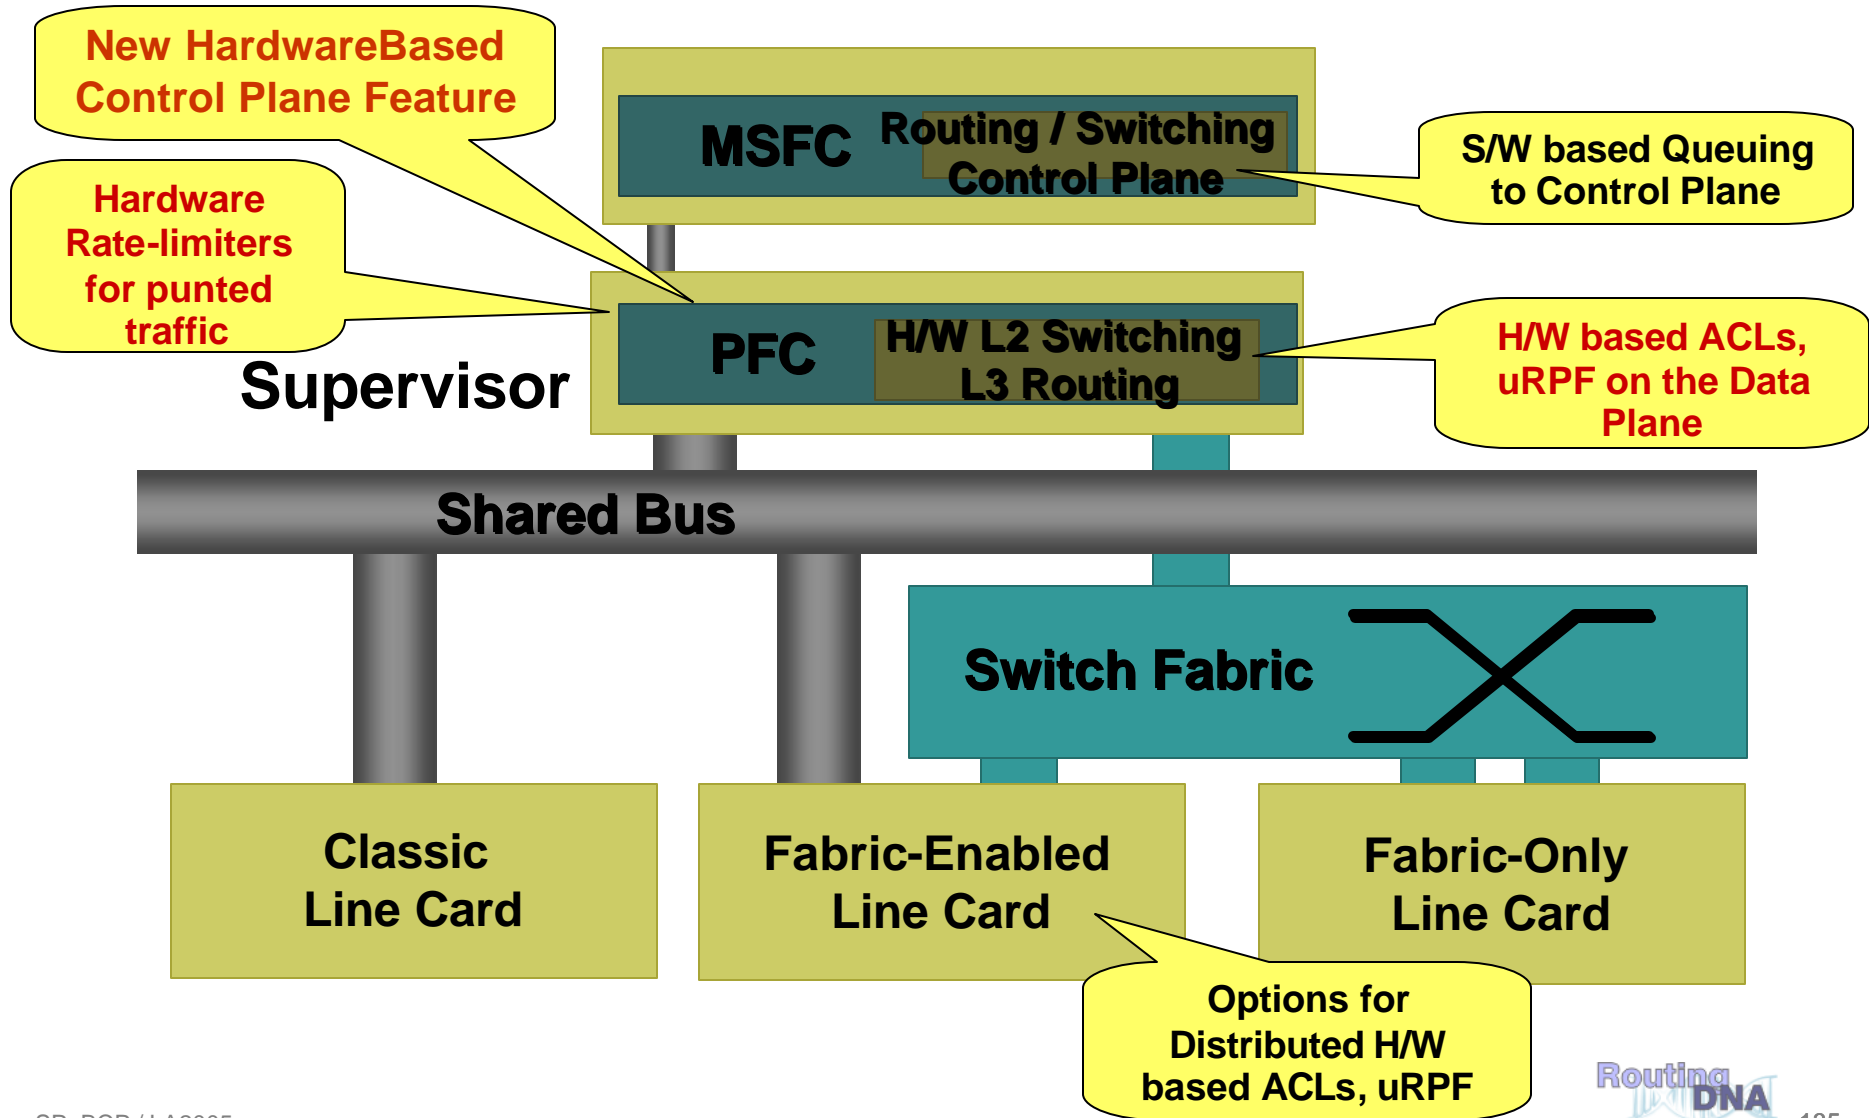 New HardwareBased
Control Plane Feature
Hardware
Rate-limiters
for punted
traffic
MSFC
Routing / Switching
Control Plane
S/W based Queuing
to Control Plane
PFC
H/W L2 Switching
L3 Routing
H/W based ACLs,
uRPF on the Data
Plane
Supervisor
Shared Bus
Switch Fabric
Classic
Line Card
Fabric-Enabled
Line Card
Fabric-Only
Line Card
Options for
Distributed H/W
based ACLs, uRPF
Routing
DNA